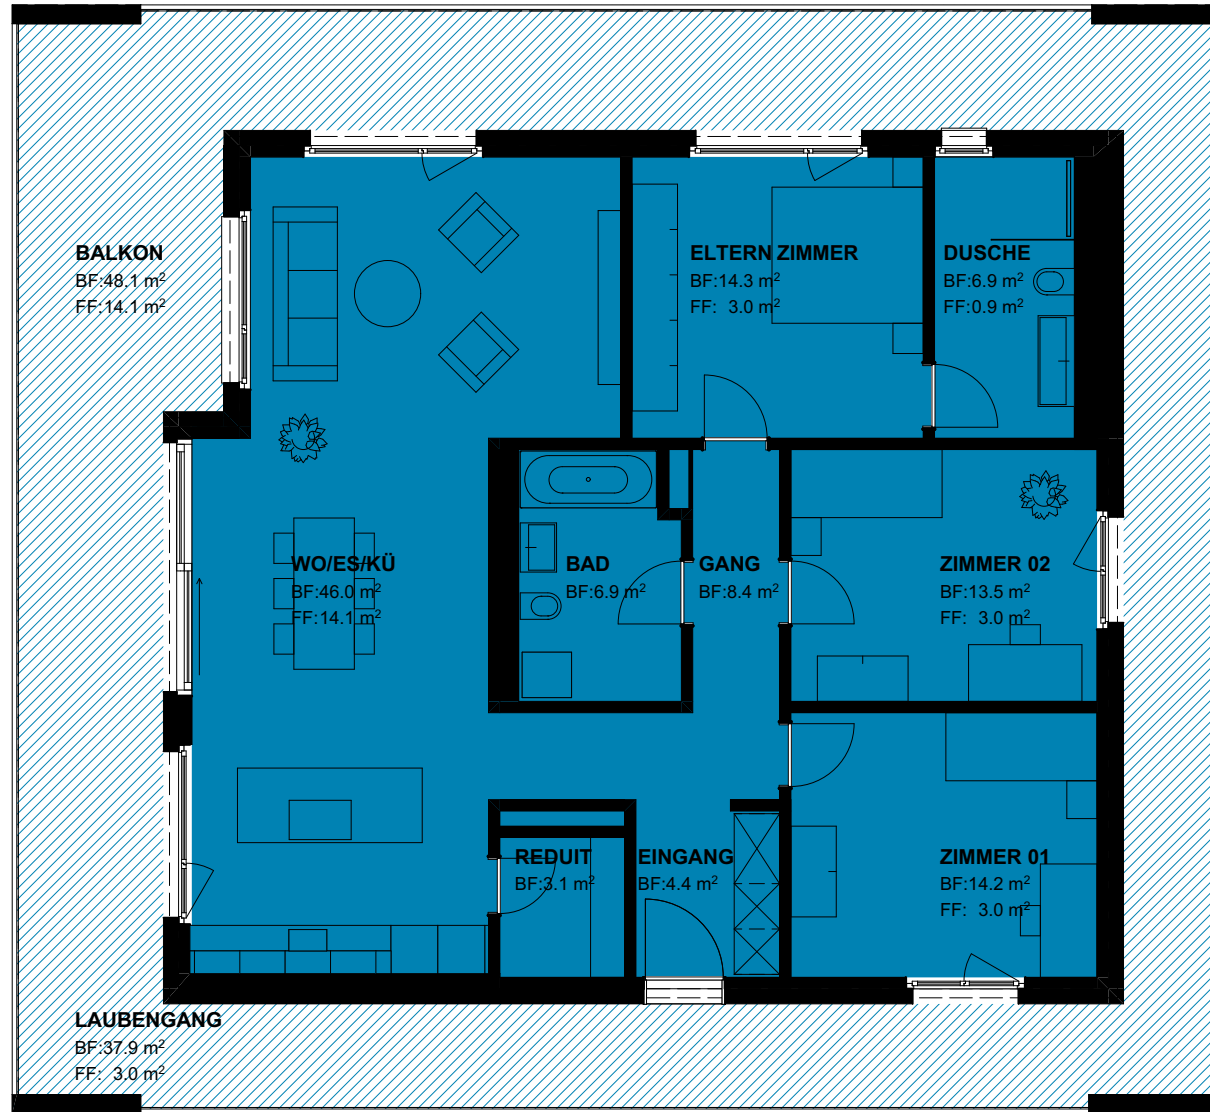 BALKON
BF:48.1 m²
FF:14.1 m²
ELTERN ZIMMER
BF:14.3 m²
FF: 3.0 m²
DUSCHE
BF:6.9 m²
FF:0.9 m²
WO/ES/KÜ
BF:46.0 m²
FF:14.1 m²
BAD
BF:6.9 m²
GANG
BF:8.4 m²
ZIMMER 02
BF:13.5 m²
FF: 3.0 m²
REDUIT
BF:3.1 m²
EINGANG
BF:4.4 m²
ZIMMER 01
BF:14.2 m²
FF: 3.0 m²
LAUBENGANG
BF:37.9 m²
FF: 3.0 m²